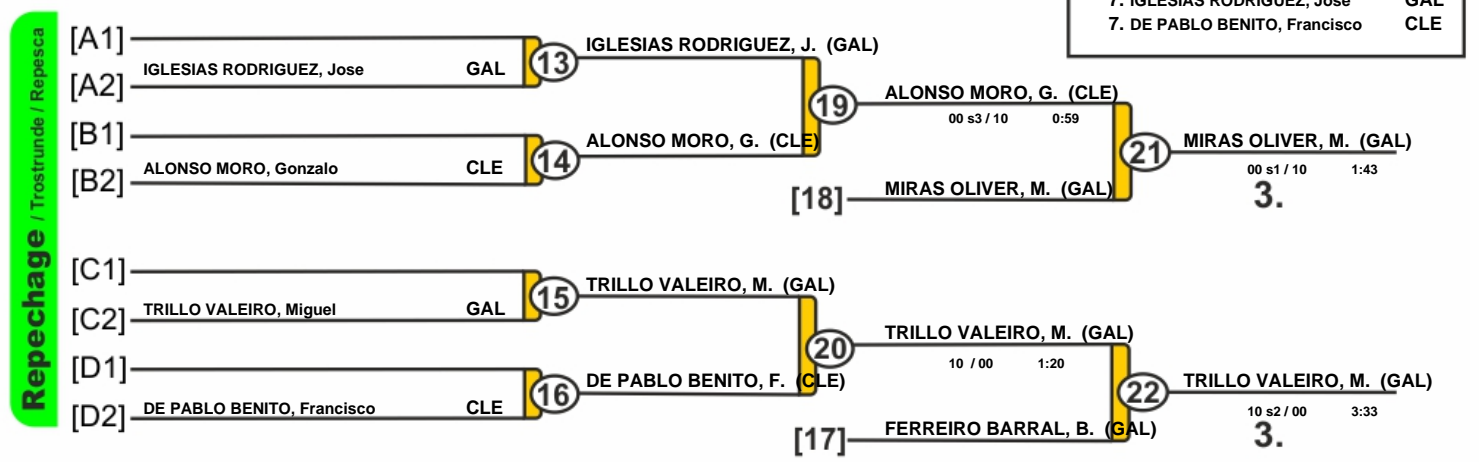 7. IGLESIAS RODRIGUEZ, Jose GAL
7. DE PABLO BENITO, Francisco CLE
Repechage / Trostrunde / Repesca
[A1]
IGLESIAS RODRIGUEZ, J. (GAL)
IGLESIAS RODRIGUEZ, Jose GAL 13
[A2]
ALONSO MORO, G. (CLE)
19
00 s3 / 10 0:59
[B1]
ALONSO MORO, G. (CLE)
MIRAS OLIVER, M. (GAL)
ALONSO MORO, Gonzalo CLE 14
21
00 s1 / 10 1:43
[B2]
[18] MIRAS OLIVER, M. (GAL)
3.
[C1]
TRILLO VALEIRO, M. (GAL)
TRILLO VALEIRO, Miguel GAL 15
[C2]
TRILLO VALEIRO, M. (GAL)
20
10 / 00 1:20
[D1]
DE PABLO BENITO, F. (CLE)
TRILLO VALEIRO, M. (GAL)
DE PABLO BENITO, Francisco CLE 16
22
10 s2 / 00 3:33
[D2]
[17] FERREIRO BARRAL, B. (GAL)
3.